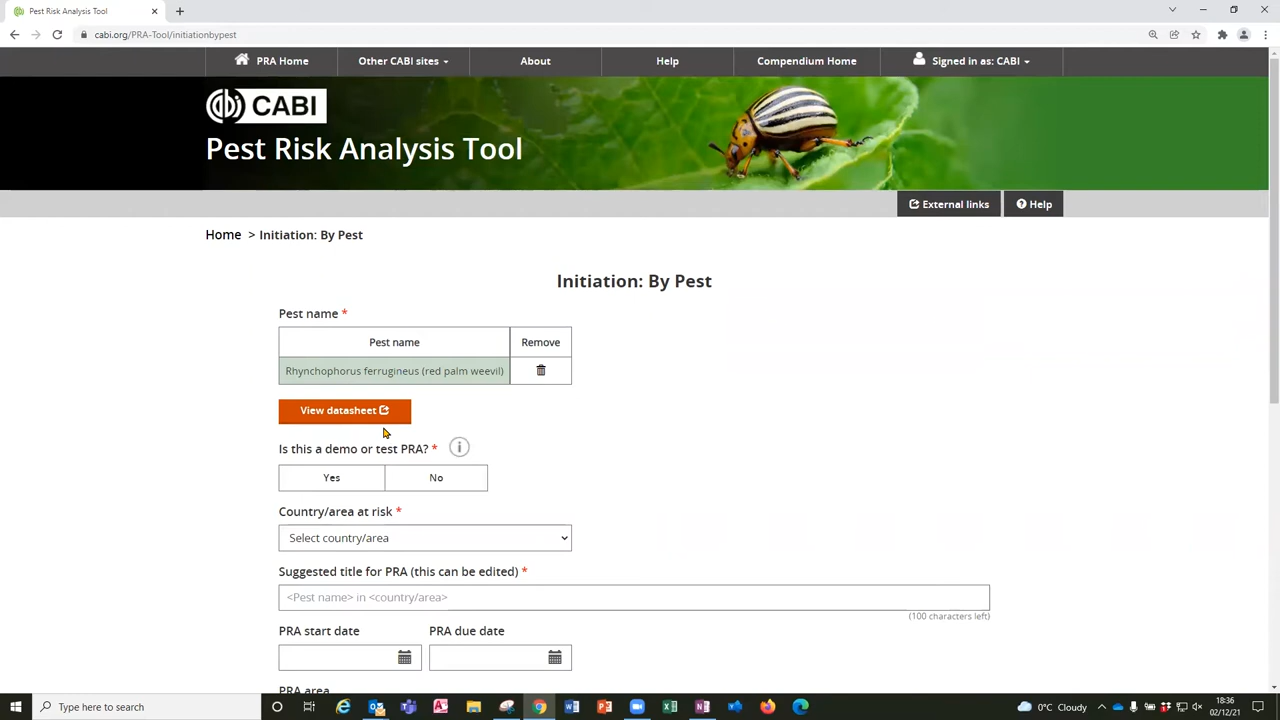 Pest Risk Analysis Tool
cabi.org/PRA-Tool/initiationbypest
PRA Home Other CABI sites About Help Compendium Home Signed in as: CABI
CABI
Pest Risk Analysis Tool
External links Help
Home > Initiation: By Pest
Initiation: By Pest
Pest name *
Pest name Remove
Rhynchophorus ferrugineus (red palm weevil)
View datasheet
Is this a demo or test PRA? * i
Yes No
Country/area at risk *
Select country/area
Suggested title for PRA (this can be edited) *
<Pest name> in <country/area>
(100 characters left)
PRA start date PRA due date
PRA area
Type here to search 0°C Cloudy 18:36
02/12/21